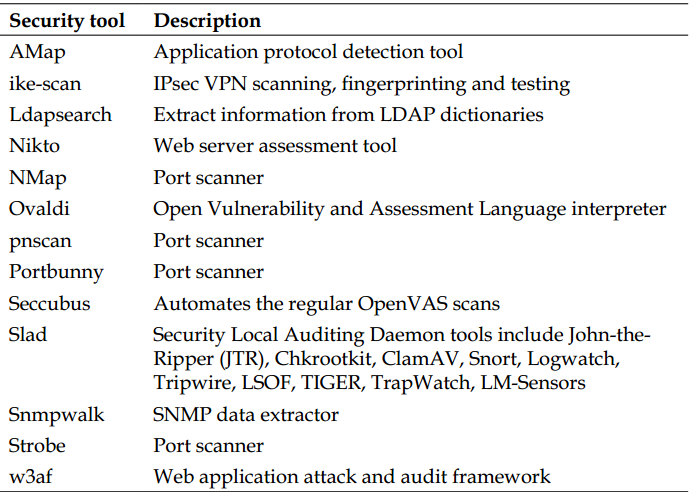 Security tool Description
AMap Application protocol detection tool
ike-scan IPsec VPN scanning, fingerprinting and testing
Ldapsearch Extract information from LDAP dictionaries
Nikto Web server assessment tool
NMap Port scanner
Ovaldi Open Vulnerability and Assessment Language interpreter
pnscan Port scanner
Portbunny Port scanner
Seccubus Automates the regular OpenVAS scans
Slad Security Local Auditing Daemon tools include John-the-
Ripper (JTR), Chkrootkit, ClamAV, Snort, Logwatch,
Tripwire, LSOF, TIGER, TrapWatch, LM-Sensors
Snmpwalk SNMP data extractor
Strobe Port scanner
w3af Web application attack and audit framework